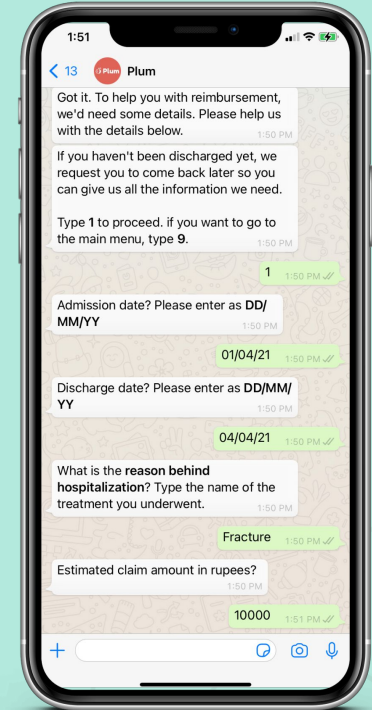 1:51
13
Plum
Plum
Got it. To help you with reimbursement,
we'd need some details. Please help us
with the details below.
1:50 PM
If you haven't been discharged yet, we
request you to come back later so you
can give us all the information we need.
Type 1 to proceed. if you want to go to
the main menu, type 9.
1:50 PM
1 1:50 PM
Admission date? Please enter as DD/
MM/YY
1:50 PM
01/04/21 1:50 PM
Discharge date? Please enter as DD/MM/
YY
1:50 PM
04/04/21 1:50 PM
What is the reason behind
hospitalization? Type the name of the
treatment you underwent.
1:50 PM
Fracture 1:50 PM
Estimated claim amount in rupees?
1:50 PM
10000 1:51 PM